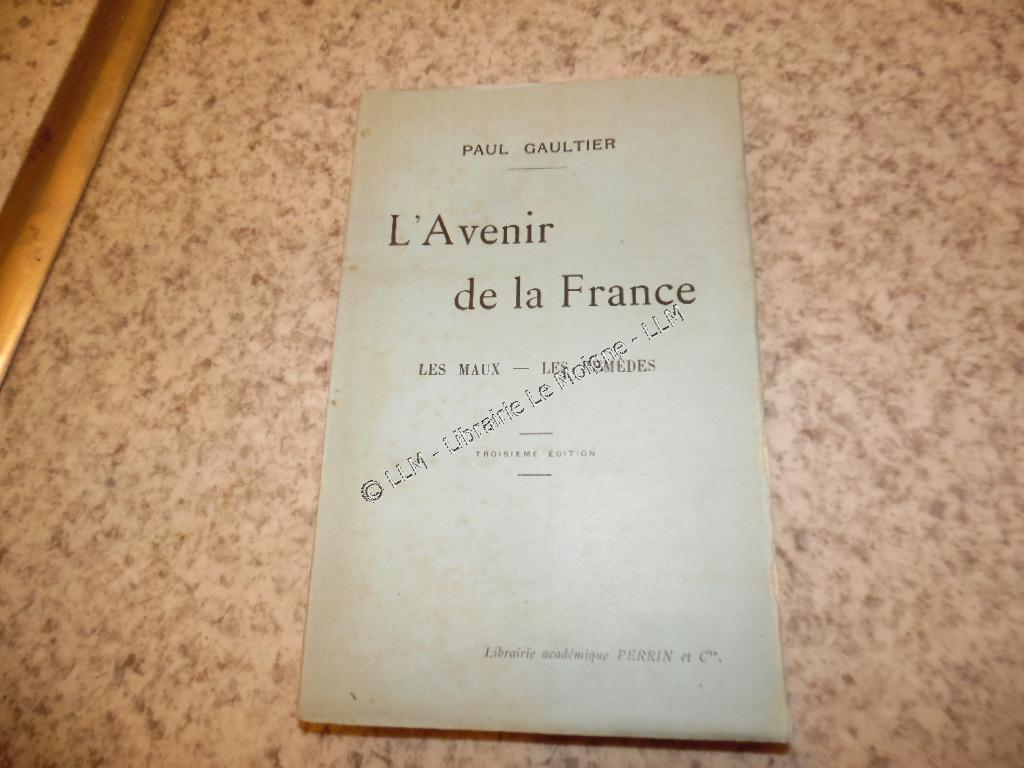 PAUL GAULTIER
L'Avenir
de la France
LES MAUX — LES REMÈDES
TROISIEME ÉDITION
Librairie académique PERRIN et Cie.
© LLM - Librairie Le Moigne - LLM